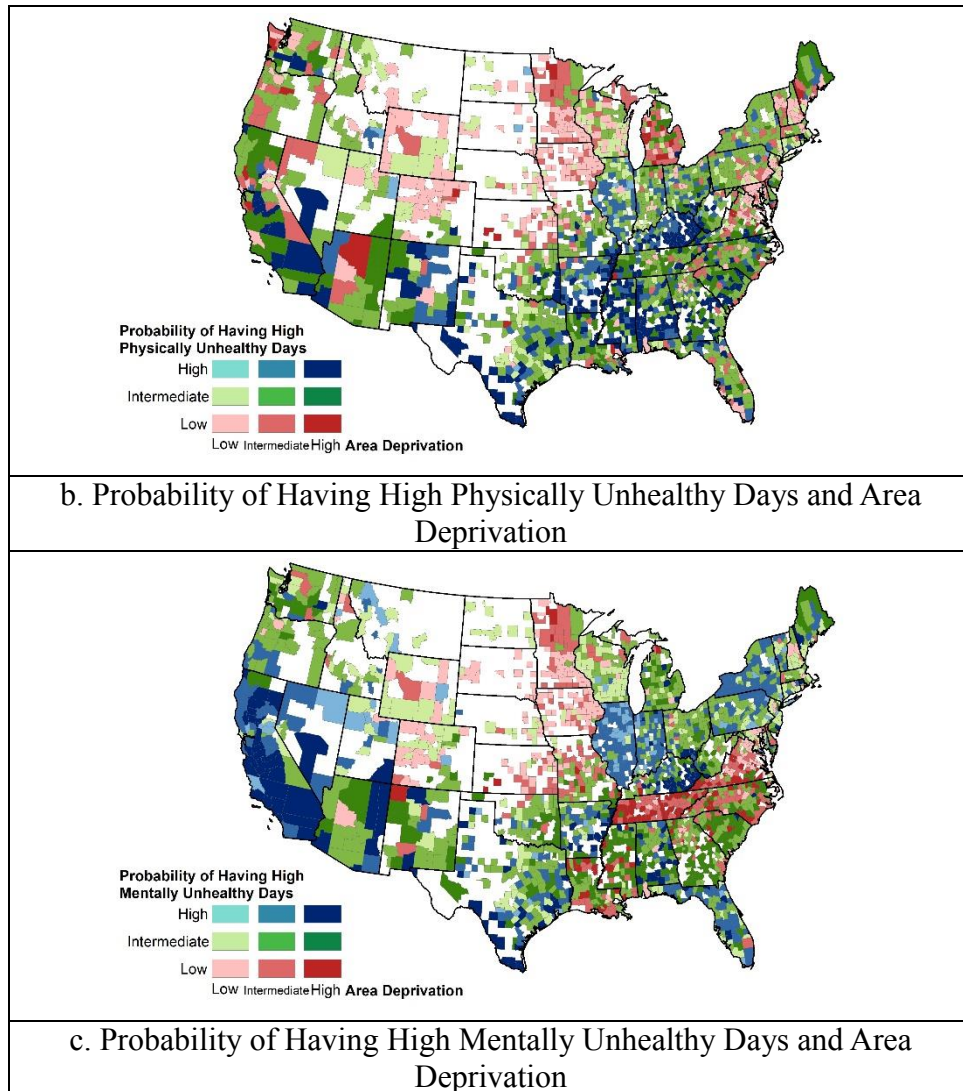 Probability of Having High
Physically Unhealthy Days
High
Intermediate
Low
Low Intermediate High Area Deprivation
b. Probability of Having High Physically Unhealthy Days and Area
Deprivation
Probability of Having High
Mentally Unhealthy Days
High
Intermediate
Low
Low Intermediate High Area Deprivation
c. Probability of Having High Mentally Unhealthy Days and Area
Deprivation